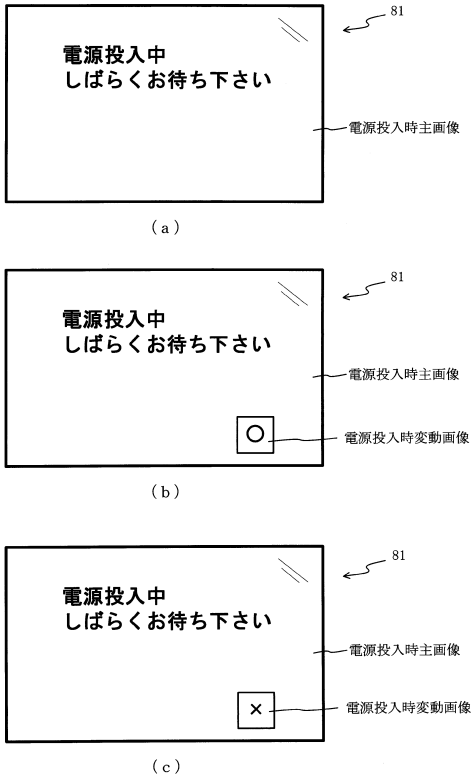 81
電源投入中
しばらくお待ち下さい
電源投入時主画像
(a)
81
電源投入中
しばらくお待ち下さい
電源投入時主画像
○
電源投入時変動画像
(b)
81
電源投入中
しばらくお待ち下さい
電源投入時主画像
×
電源投入時変動画像
(c)